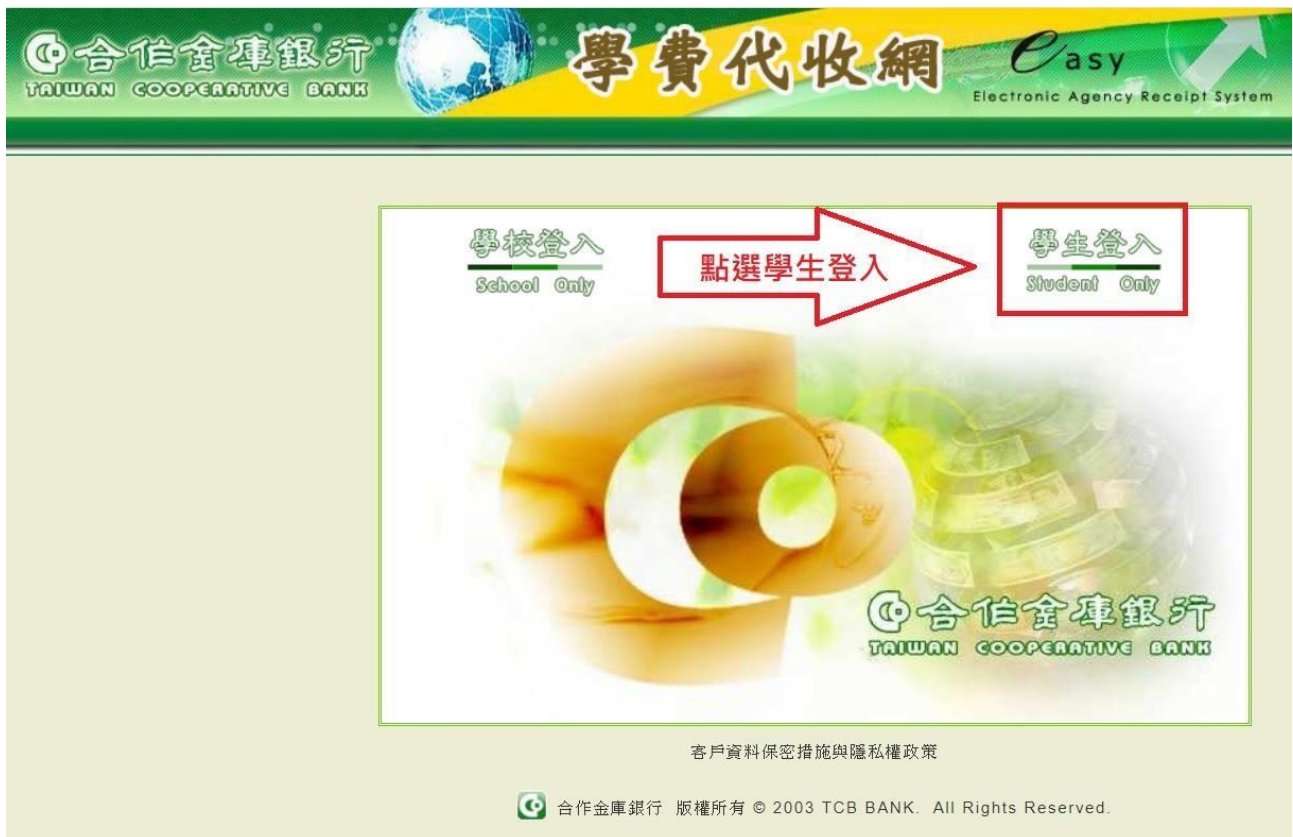 合作金庫銀行
TAIWAN COOPERATIVE BANK
學費代收網
easy
Electronic Agency Receipt System
學校登入
School Only
點選學生登入
學生登入
Student Only
合作金庫銀行
TAIWAN COOPERATIVE BANK
客戶資料保密措施與隱私權政策
合作金庫銀行 版權所有 © 2003 TCB BANK. All Rights Reserved.